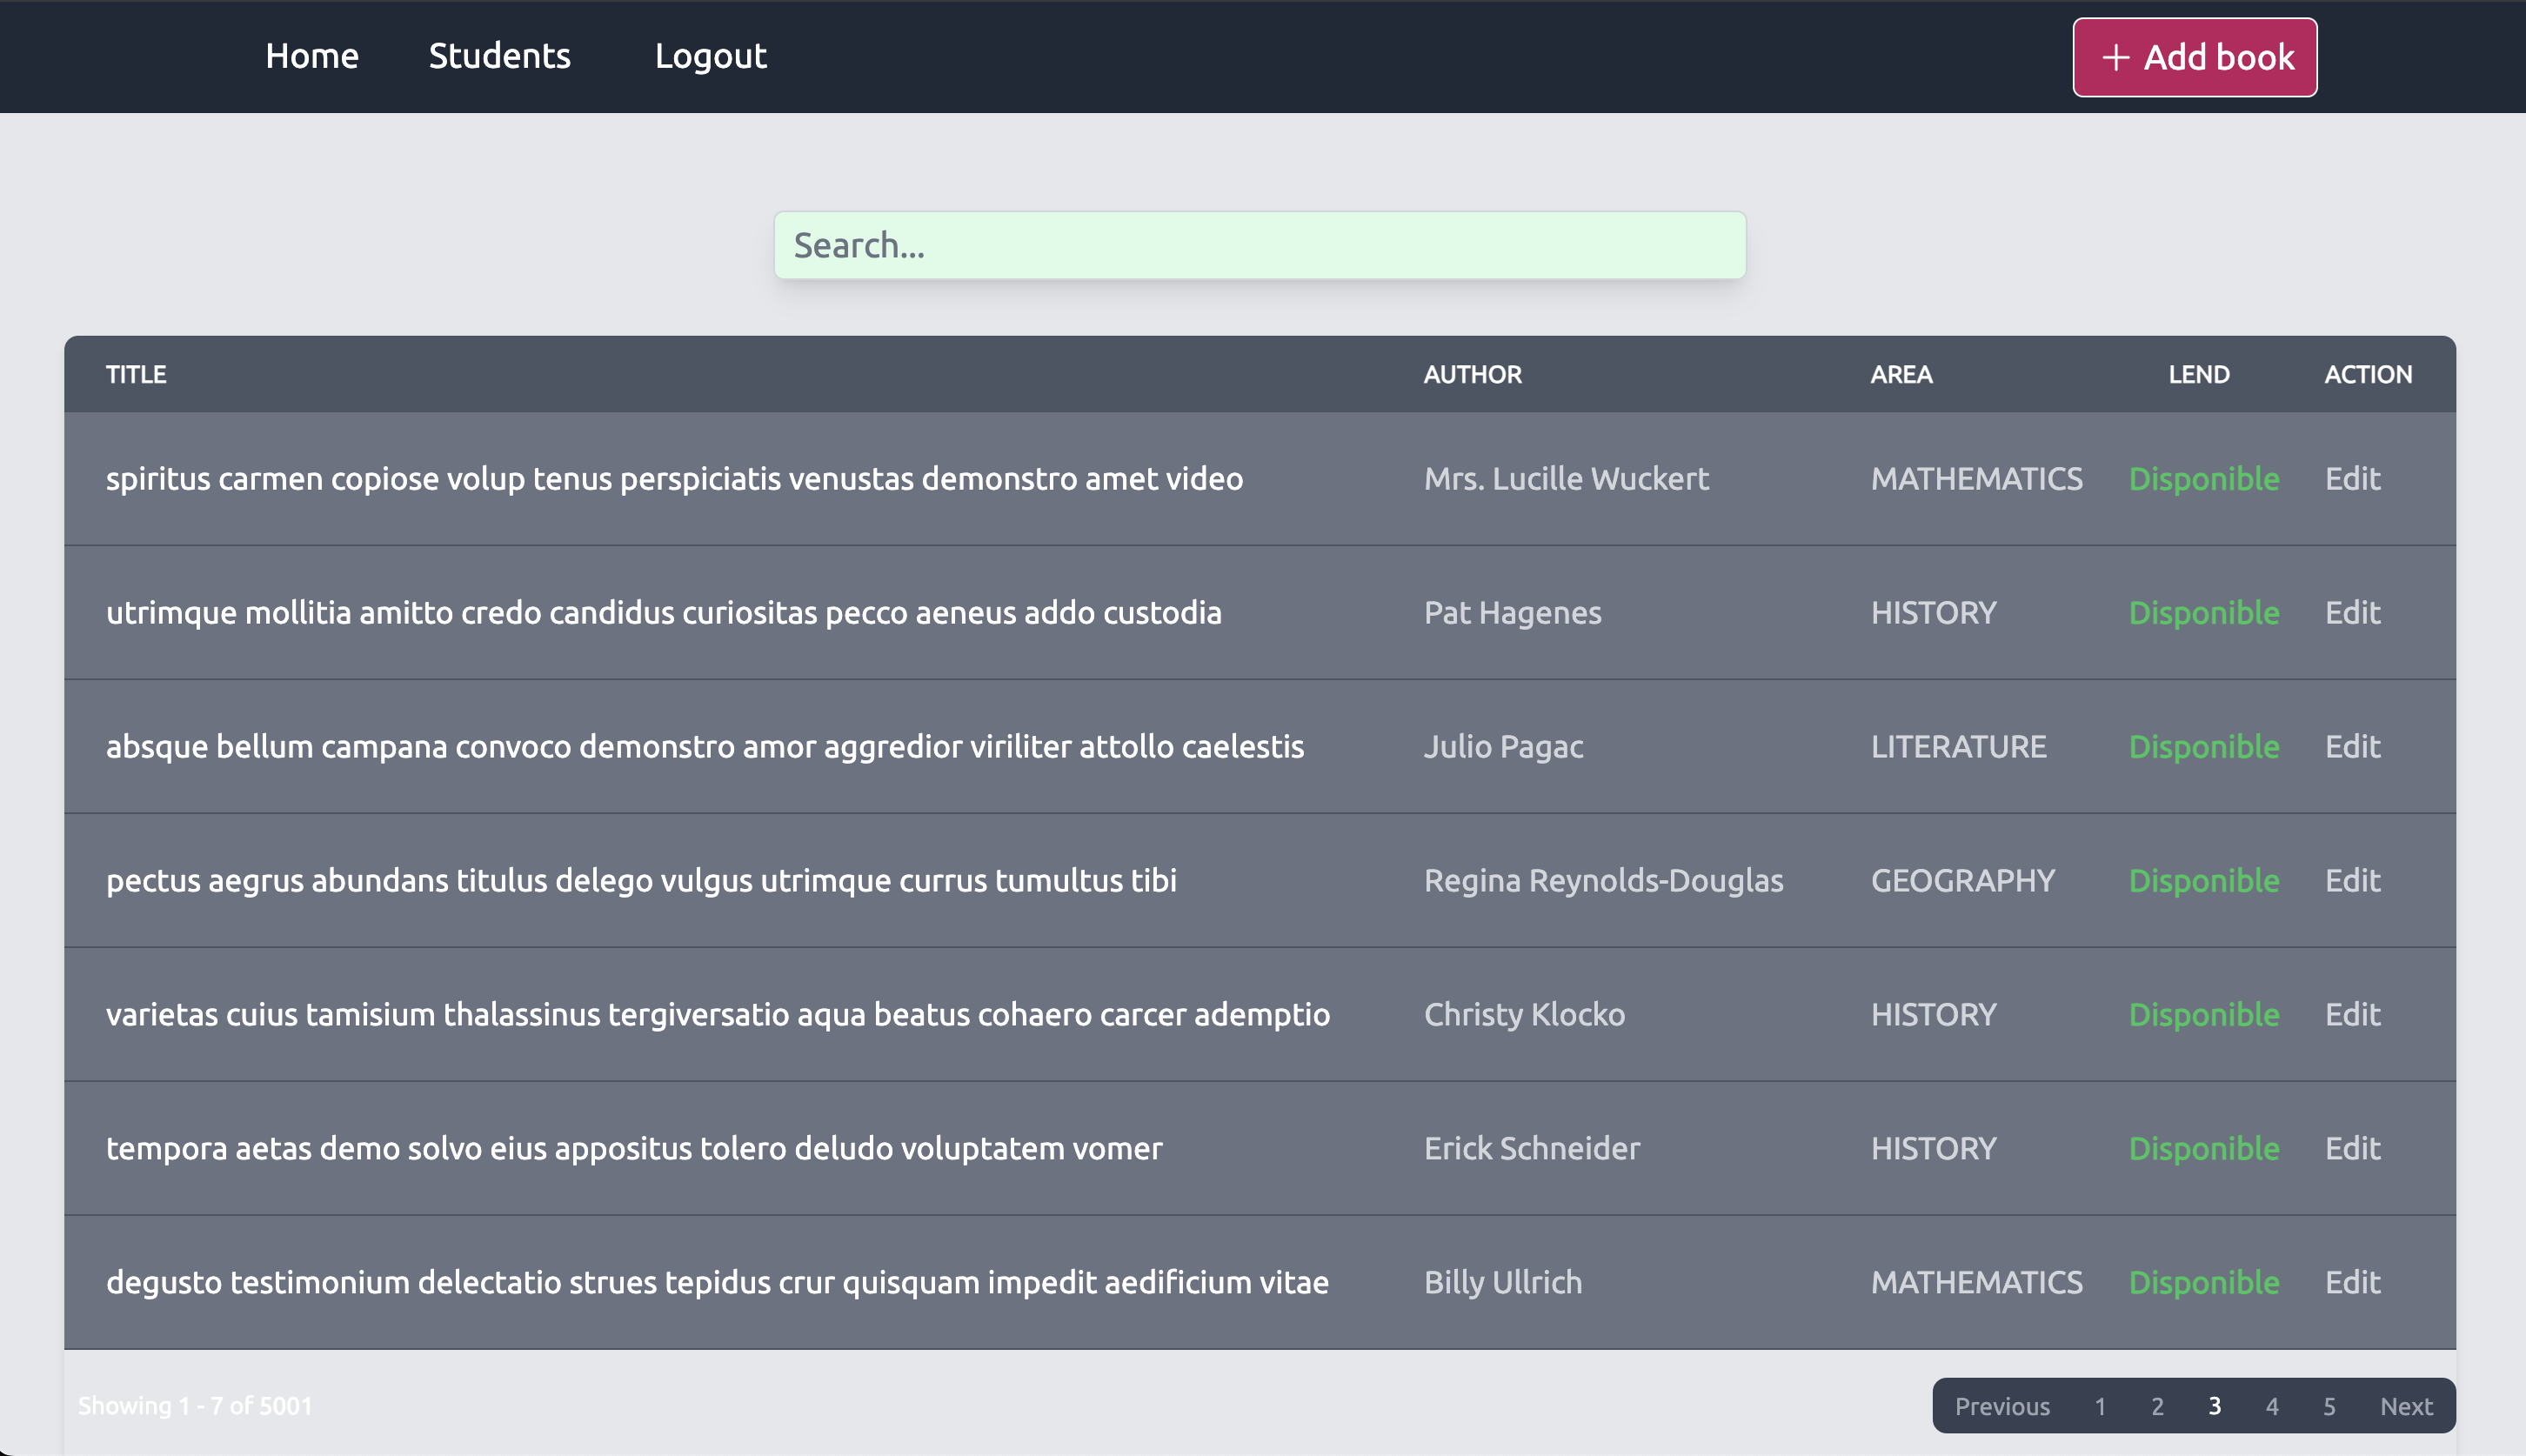 Home Students Logout + Add book
Search...
TITLE AUTHOR AREA LEND ACTION
spiritus carmen copiose volup tenus perspiciatis venustas demonstro amet video Mrs. Lucille Wuckert MATHEMATICS Disponible Edit
utrimque mollitia amitto credo candidus curiositas pecco aeneus addo custodia Pat Hagenes HISTORY Disponible Edit
absque bellum campana convoco demonstro amor aggredior viriliter attollo caelestis Julio Pagac LITERATURE Disponible Edit
pectus aegrus abundans titulus delego vulgus utrimque currus tumultus tibi Regina Reynolds-Douglas GEOGRAPHY Disponible Edit
varietas cuius tamisium thalassinus tergiversatio aqua beatus cohaero carcer ademptio Christy Klocko HISTORY Disponible Edit
tempora aetas demo solvo eius appositus tolero deludo voluptatem vomer Erick Schneider HISTORY Disponible Edit
degusto testimonium delectatio strues tepidus crur quisquam impedit aedificium vitae Billy Ullrich MATHEMATICS Disponible Edit
Showing 1 - 7 of 5001 Previous 1 2 3 4 5 Next